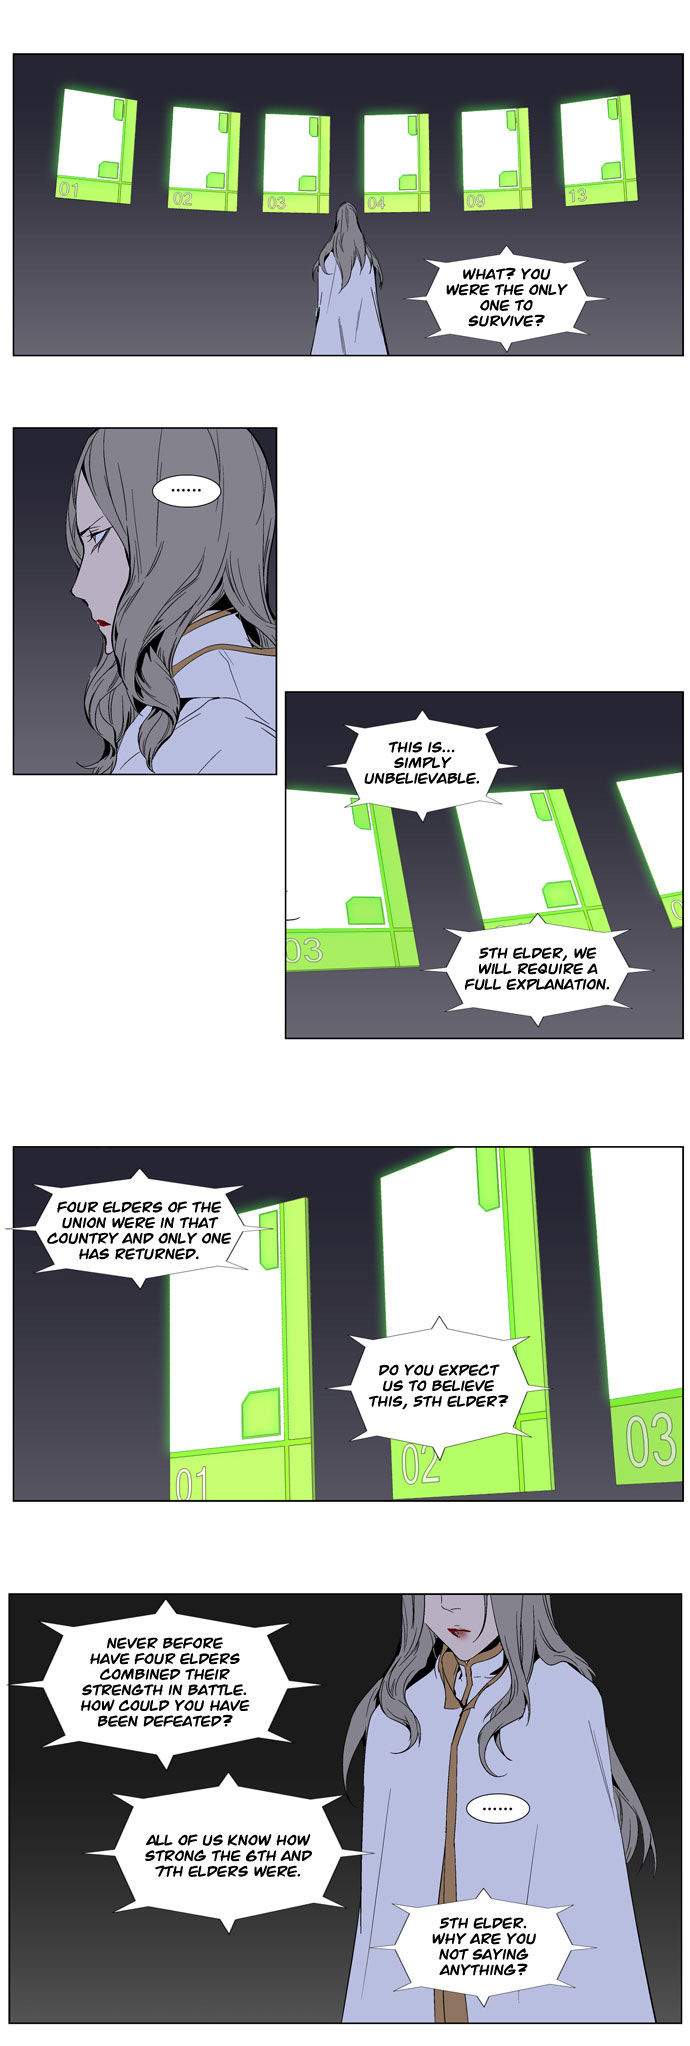 01
02
03
04
09
13
WHAT? YOU
WERE THE ONLY
ONE TO
SURVIVE?
......
THIS IS...
SIMPLY
UNBELIEVABLE.
03
5TH ELDER, WE
WILL REQUIRE A
FULL EXPLANATION.
FOUR ELDERS OF THE
UNION WERE IN THAT
COUNTRY AND ONLY ONE
HAS RETURNED.
DO YOU EXPECT
US TO BELIEVE
THIS, 5TH ELDER?
01
02
03
NEVER BEFORE
HAVE FOUR ELDERS
COMBINED THEIR
STRENGTH IN BATTLE.
HOW COULD YOU HAVE
BEEN DEFEATED?
......
ALL OF US KNOW HOW
STRONG THE 6TH AND
7TH ELDERS WERE.
5TH ELDER.
WHY ARE YOU
NOT SAYING
ANYTHING?